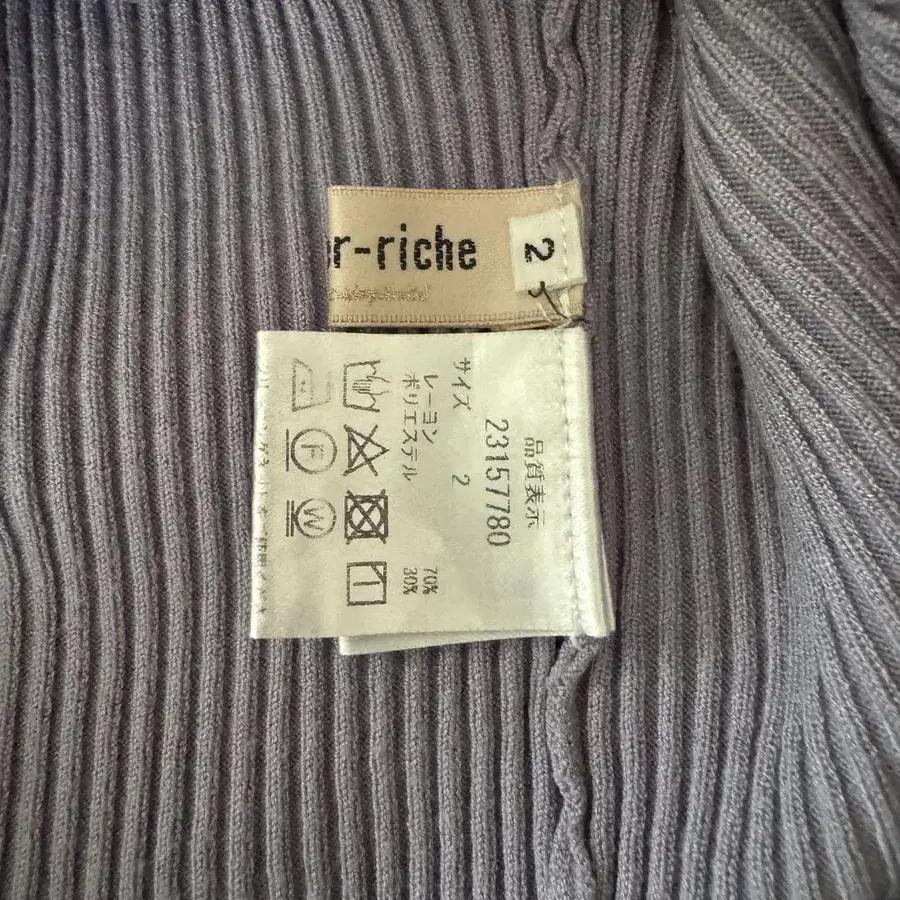 r-riche
2
品質表示
23157780
サイズ 2
レーヨン 70%
ポリエステル 30%
F
W